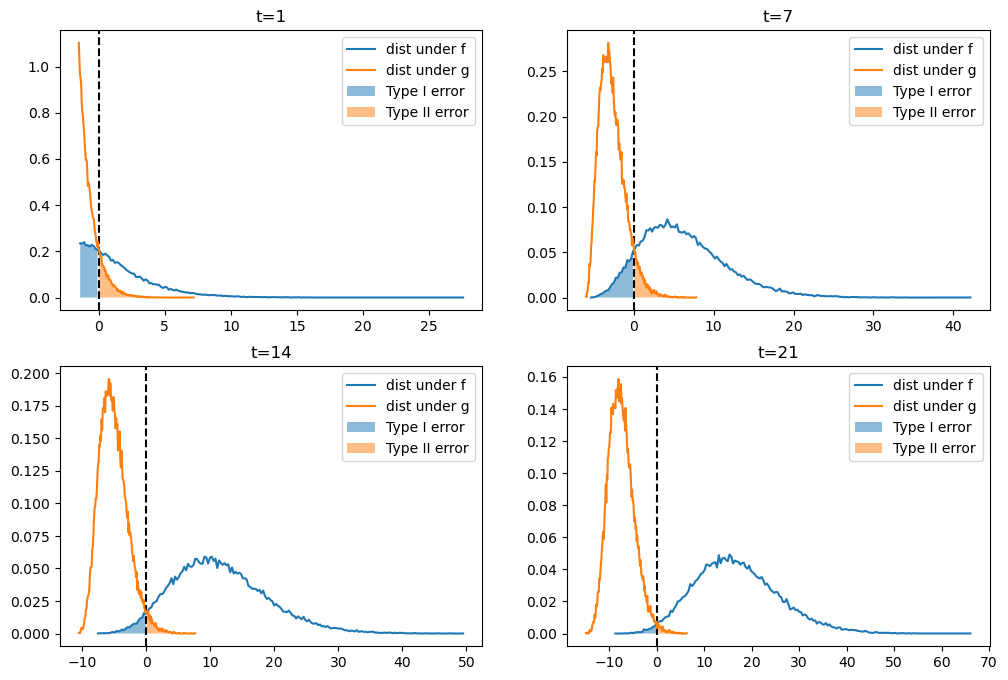 t=1
1.0
0.8
0.6
0.4
0.2
0.0
0
5
10
15
20
25
dist under f
dist under g
Type I error
Type II error
t=7
0.25
0.20
0.15
0.10
0.05
0.00
0
10
20
30
40
dist under f
dist under g
Type I error
Type II error
t=14
0.200
0.175
0.150
0.125
0.100
0.075
0.050
0.025
0.000
−10
0
10
20
30
40
50
dist under f
dist under g
Type I error
Type II error
t=21
0.16
0.14
0.12
0.10
0.08
0.06
0.04
0.02
0.00
−10
0
10
20
30
40
50
60
70
dist under f
dist under g
Type I error
Type II error